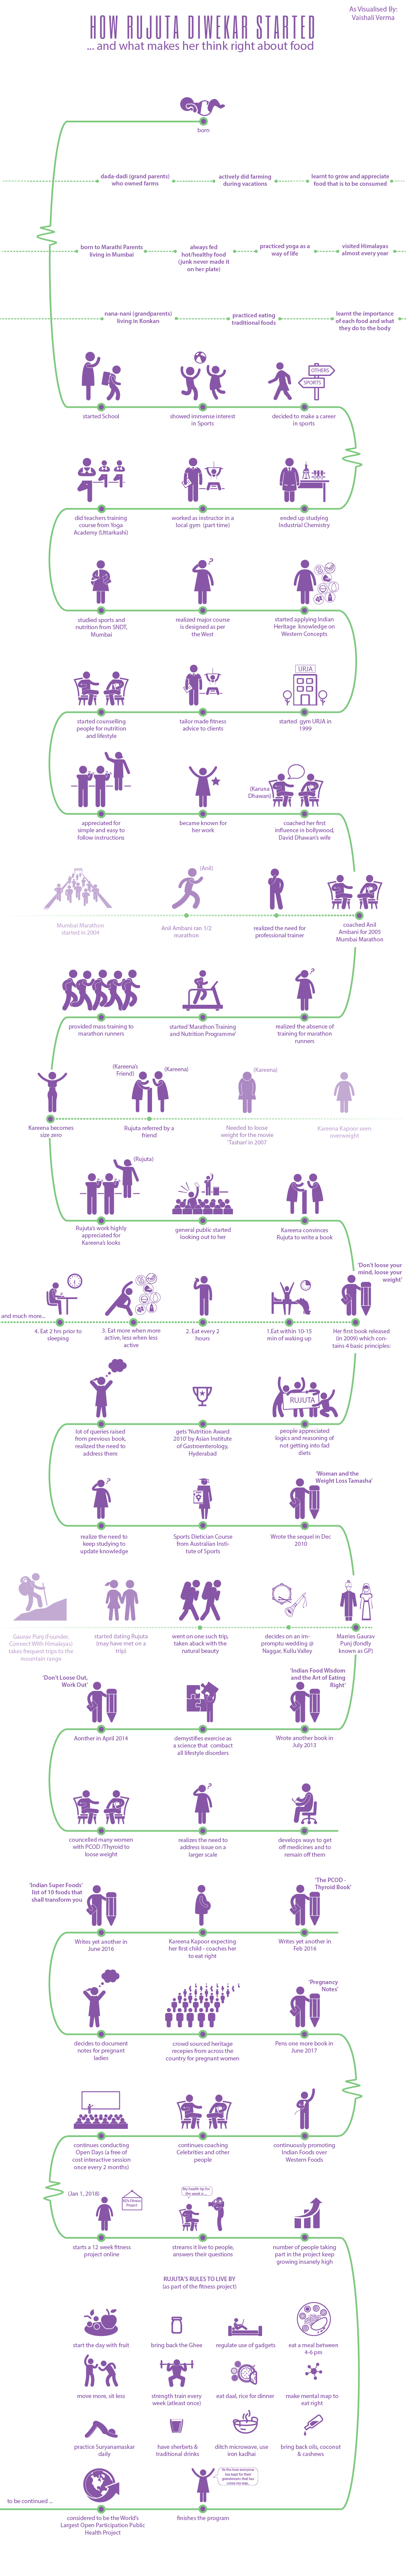 HOW RUJUTA DIWEKAR STARTED
... and what makes her think right about food
As Visualised By:
Vaishali Verma
born
dada-dadi (grand parents)
who owned farms
actively did farming
during vacations
learnt to grow and appreciate
food that is to be consumed
born to Marathi Parents
living in Mumbai
always fed
hot/healthy food
(junk never made it
on her plate)
practiced yoga as a
way of life
visited Himalayas
almost every year
nana-nani (grandparents)
living in Konkan
practiced eating
traditional foods
learnt the importance
of each food and what
they do to the body
started School
showed immense interest
in Sports
OTHERS
SPORTS
decided to make a career
in sports
did teachers training
course from Yoga
Academy (Uttarkashi)
worked as instructor in a
local gym (part time)
ended up studying
Industrial Chemistry
studied sports and
nutrition from SNDT,
Mumbai
realized major course
is designed as per
the West
started applying Indian
Heritage knowledge on
Western Concepts
started counselling
people for nutrition
and lifestyle
tailor made fitness
advice to clients
URJA
started gym URJA in
1999
appreciated for
simple and easy to
follow instructions
became known for
her work
(Karuna
Dhawan)
coached her first
influence in bollywood,
David Dhawan's wife
Mumbai Marathon
started in 2004
(Anil)
Anil Ambani ran 1/2
marathon
realized the need for
professional trainer
coached Anil
Ambani for 2005
Mumbai Marathon
provided mass training to
marathon runners
started 'Marathon Training
and Nutrition Programme'
realized the absence of
training for marathon
runners
Kareena becomes
size zero
(Kareena's
Friend)
(Kareena)
Rujuta referred by a
friend
(Kareena)
Needed to loose
weight for the movie
'Tashan' in 2007
Kareena Kapoor seen
overweight
(Rujuta)
Rujuta's work highly
appreciated for
Kareena's looks
general public started
looking out to her
Kareena convinces
Rujuta to write a book
'Don't loose your
mind, loose your
weight'
and much more...
4. Eat 2 hrs prior to
sleeping
3. Eat more when more
active, less when less
active
2. Eat every 2
hours
1.Eat within 10-15
min of waking up
Her first book released
(in 2009) which con-
tains 4 basic principles:
lot of queries raised
from previous book,
realized the need to
address them
gets 'Nutrition Award
2010' by Asian Institute
of Gastroenterology,
Hyderabad
RUJUTA
people appreciated
logics and reasoning of
not getting into fad
diets
realize the need to
keep studying to
update knowledge
Sports Dietician Course
from Australian Insti-
tute of Sports
'Woman and the
Weight Loss Tamasha'
Wrote the sequel in Dec
2010
Gaurav Punj (Founder,
Connect With Himalayas)
takes frequent trips to the
mountain range
started dating Rujuta
(may have met on a
trip)
went on one such trip,
taken aback with the
natural beauty
decides on an im-
promptu wedding @
Naggar, Kullu Valley
Marries Gaurav
Punj (fondly
known as GP)
'Don't Loose Out,
Work Out'
Aonther in April 2014
demystifies exercise as
a science that combact
all lifestyle disorders
'Indian Food Wisdom
and the Art of Eating
Right'
Wrote another book in
July 2013
councelled many women
with PCOD /Thyroid to
loose weight
realizes the need to
address issue on a
larger scale
develops ways to get
off medicines and to
remain off them
'Indian Super Foods'
list of 10 foods that
shall transform you
Writes yet another in
June 2016
Kareena Kapoor expecting
her first child - coaches her
to eat right
'The PCOD -
Thyroid Book'
Writes yet another in
Feb 2016
decides to document
notes for pregnant
ladies
crowd sourced heritage
recepies from across the
country for pregnant women
'Pregnancy
Notes'
Pens one more book in
June 2017
continues conducting
Open Days (a free of
cost interactive session
once every 2 months)
continues coaching
Celebrities and other
people
continuously promoting
Indian Foods over
Western Foods
(Jan 1, 2018)
starts a 12 week fitness
project online
My health tip for
the week is ...
streams it live to people,
answers their questions
number of people taking
part in the project keep
growing insanely high
RUJUTA'S RULES TO LIVE BY
(as part of the fitness project)
start the day with fruit
bring back the Ghee
regulate use of gadgets
eat a meal between
4-6 pm
move more, sit less
strength train every
week (atleast once)
eat daal, rice for dinner
make mental map to
eat right
practice Suryanamaskar
daily
have sherbets &
traditional drinks
ditch microwave, use
iron kadhai
bring back oils, coconut
& cashews
to be continued ...
considered to be the World's
Largest Open Participation Public
Health Project
finishes the program